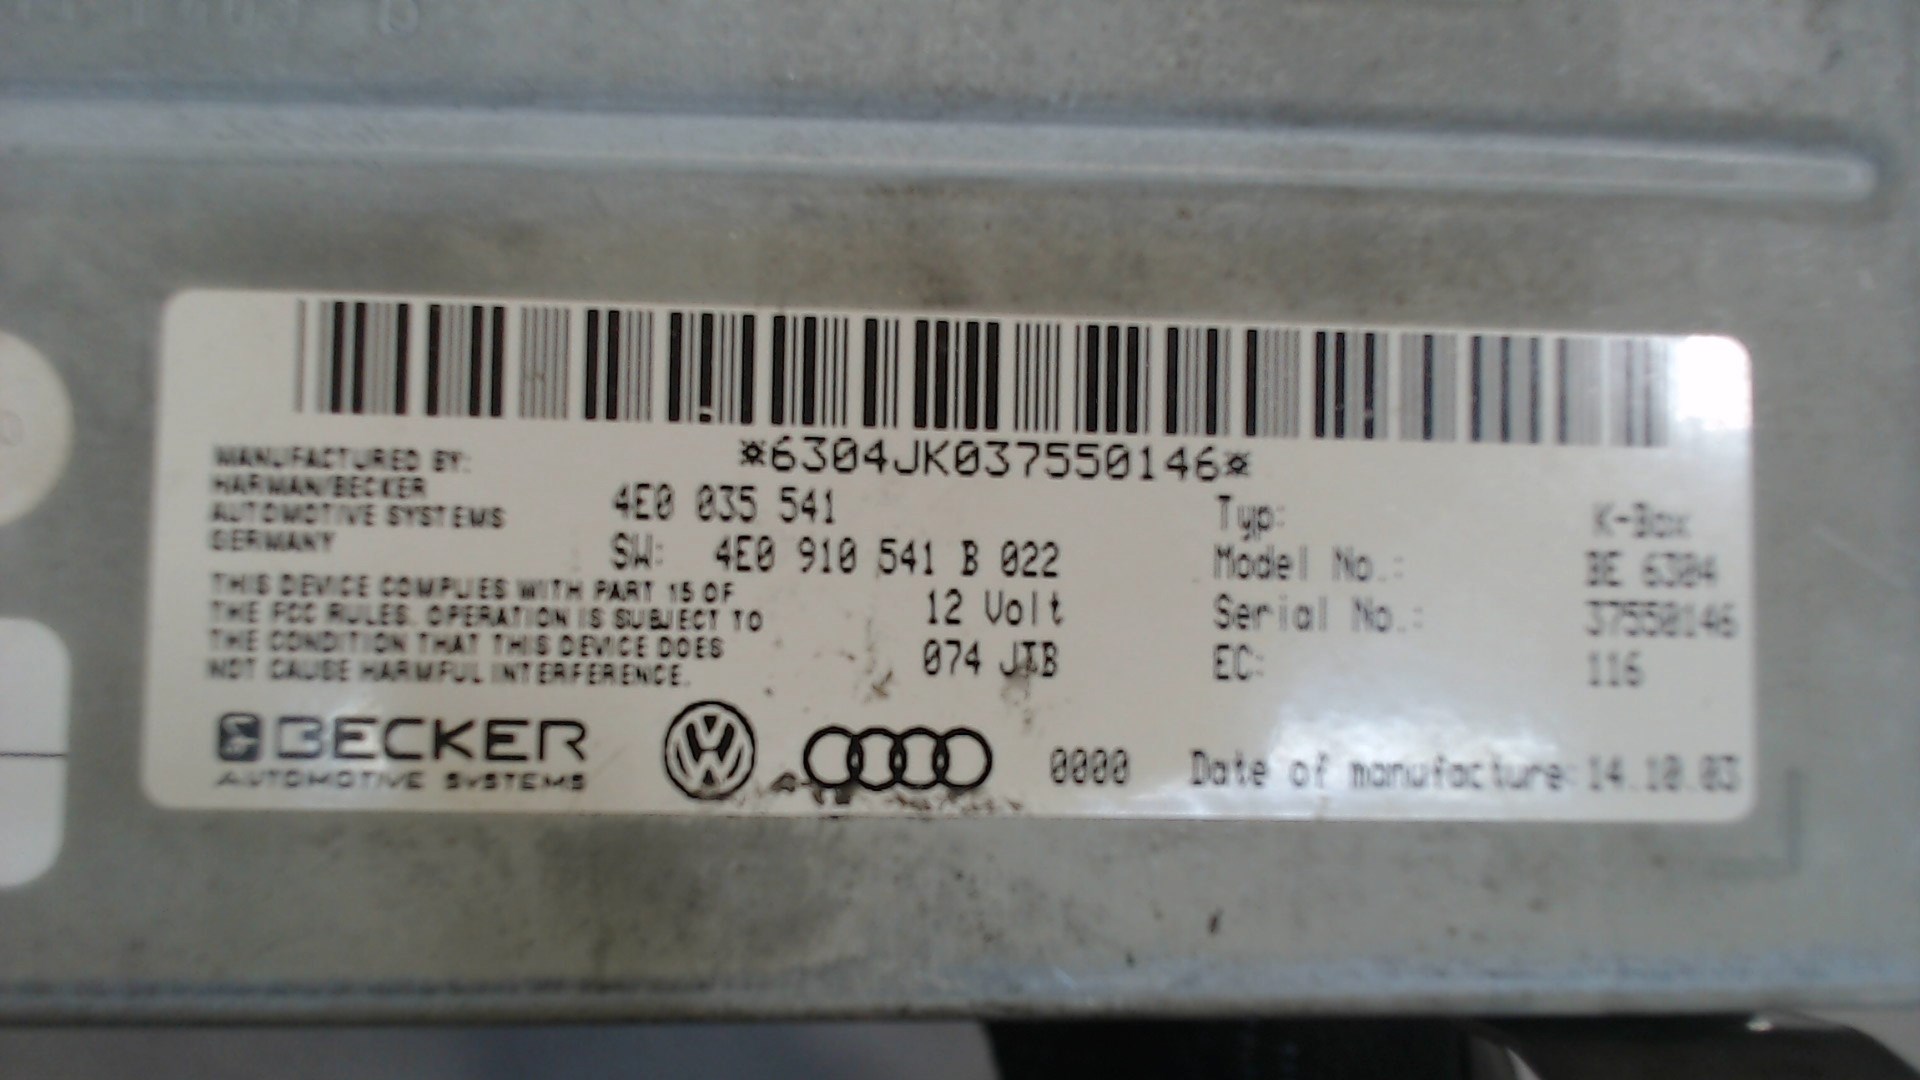 *6304JK037550146*
MANUFACTURED BY:
HARMAN/BECKER
AUTOMOTIVE SYSTEMS
GERMANY
4E0 035 541
SW: 4E0 910 541 B 022
THIS DEVICE COMPLIES WITH PART 15 OF
THE FCC RULES. OPERATION IS SUBJECT TO
THE CONDITION THAT THIS DEVICE DOES
NOT CAUSE HARMFUL INTERFERENCE.
12 Volt
074 JTB
Typ: K-Box
Model No.: BE 6304
Serial No.: 37550146
EC: 116
BECKER
AUTOMOTIVE SYSTEMS
0000
Date of manufacture: 14.10.03